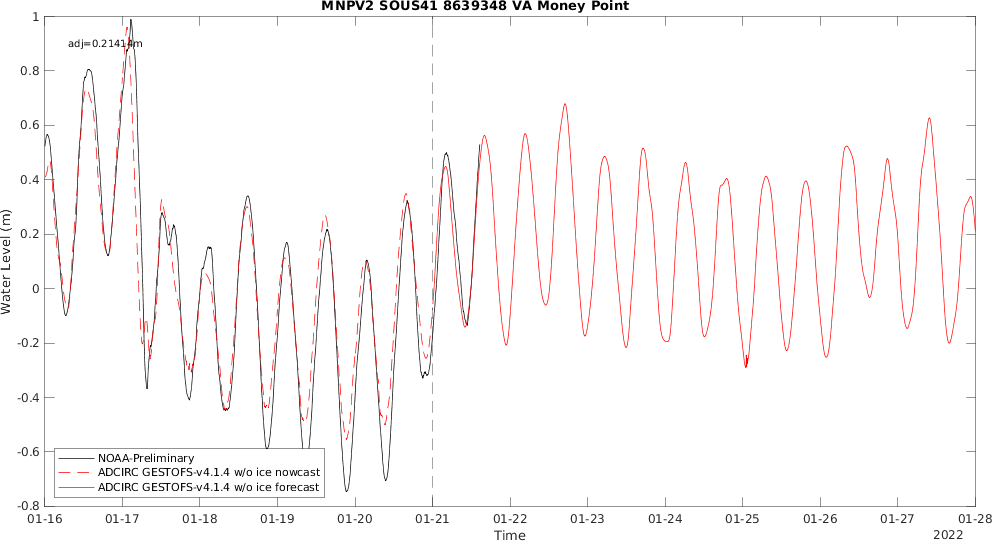 MNPV2 SOUS41 8639348 VA Money Point
adj=0.21414m
1
0.8
0.6
0.4
0.2
0
-0.2
-0.4
-0.6
-0.8
Water Level (m)
NOAA-Preliminary
ADCIRC GESTOFS-v4.1.4 w/o ice nowcast
ADCIRC GESTOFS-v4.1.4 w/o ice forecast
01-16 01-17 01-18 01-19 01-20 01-21 01-22 01-23 01-24 01-25 01-26 01-27 01-28
Time
2022